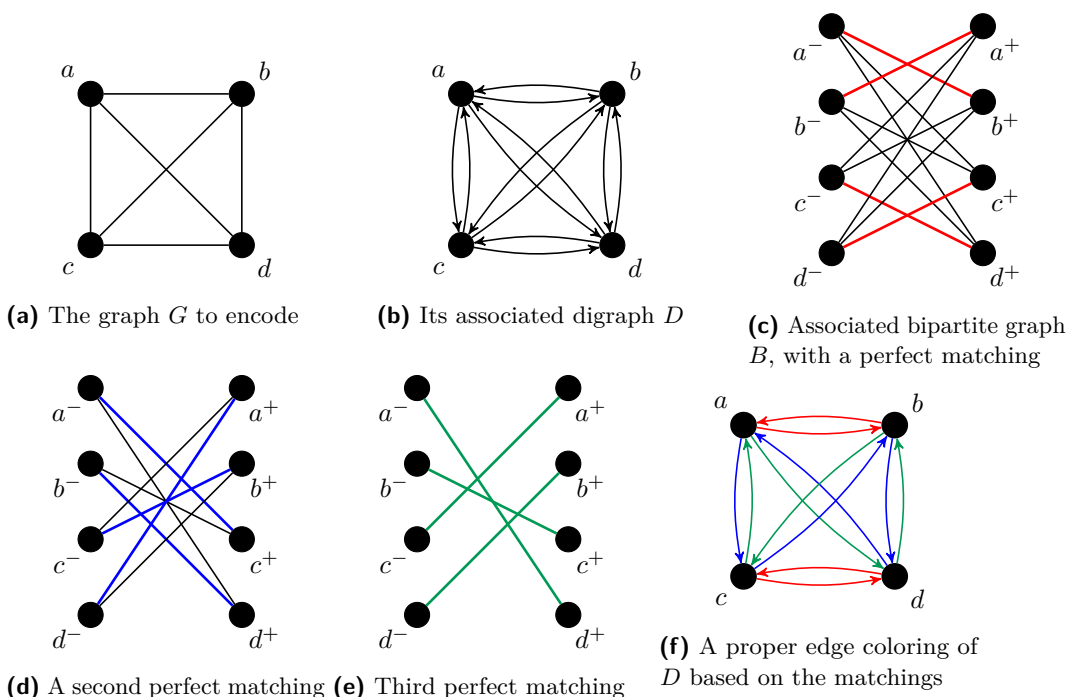 a b
c d
(a) The graph G to encode
a b
c d
(b) Its associated digraph D
a⁻ a⁺
b⁻ b⁺
c⁻ c⁺
d⁻ d⁺
(c) Associated bipartite graph
B, with a perfect matching
a⁻ a⁺
b⁻ b⁺
c⁻ c⁺
d⁻ d⁺
(d) A second perfect matching
a⁻ a⁺
b⁻ b⁺
c⁻ c⁺
d⁻ d⁺
(e) Third perfect matching
a b
c d
(f) A proper edge coloring of
D based on the matchings